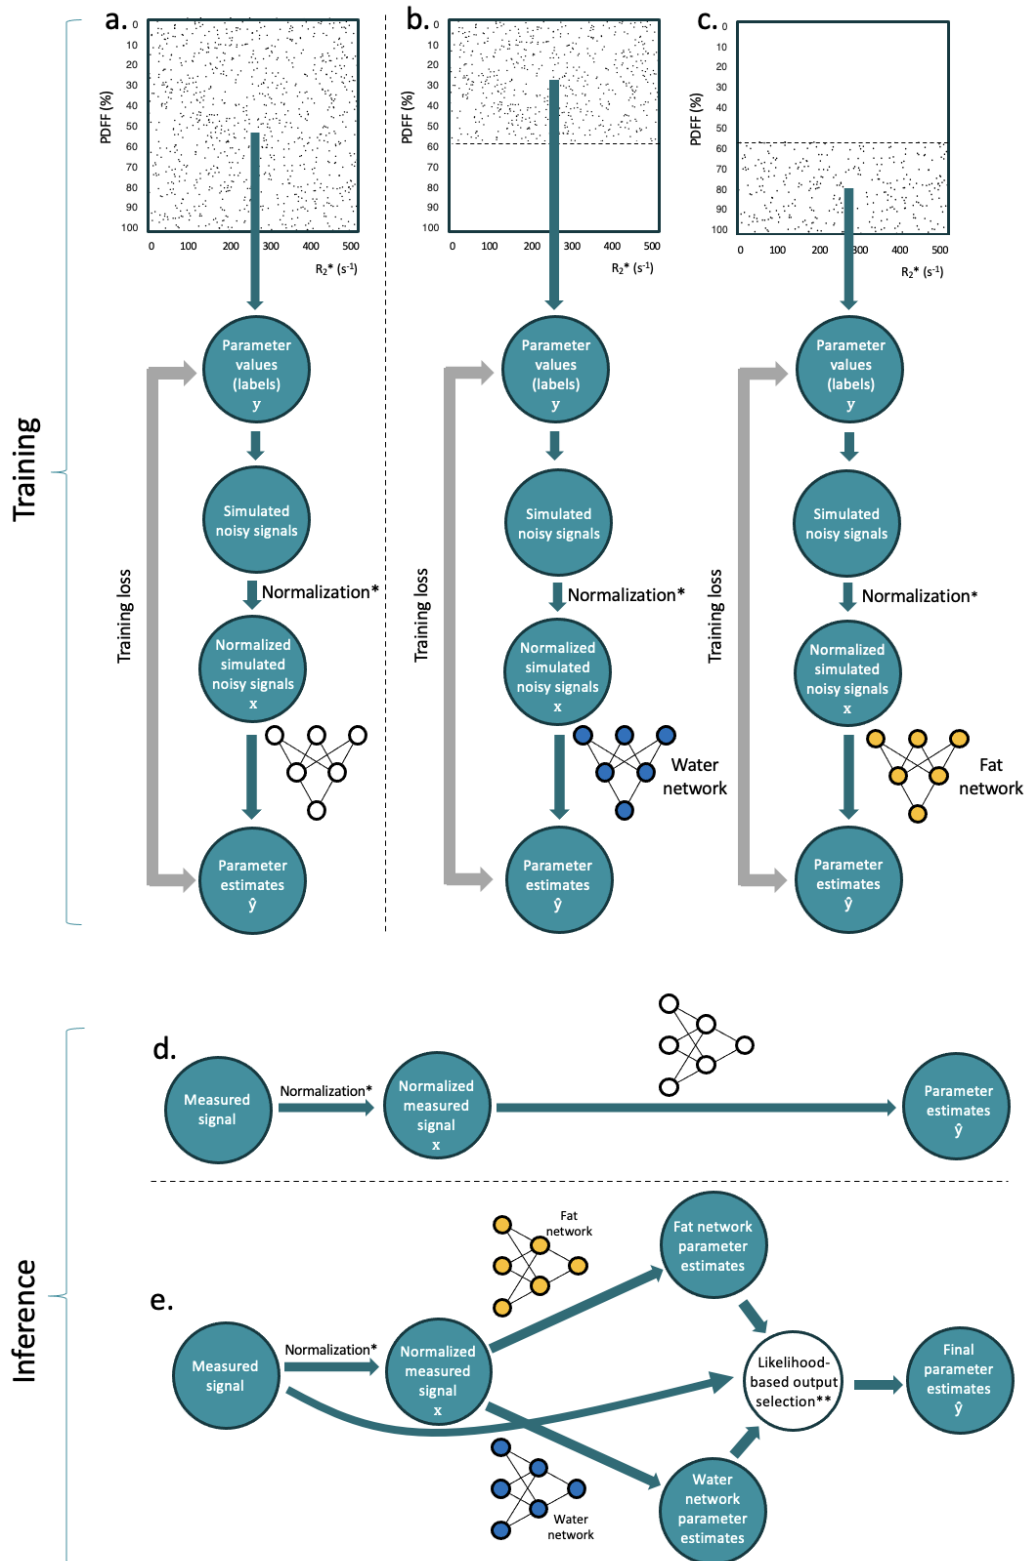 Training
a.
PDFF (%)
0
10
20
30
40
50
60
70
80
90
100
0 100 200 300 400 500
R₂* (s⁻¹)
Parameter
values
(labels)
y
Simulated
noisy signals
Normalization*
Normalized
simulated
noisy signals
x
Parameter
estimates
ŷ
Training loss
b.
PDFF (%)
0
10
20
30
40
50
60
70
80
90
100
0 100 200 300 400 500
R₂* (s⁻¹)
Parameter
values
(labels)
y
Simulated
noisy signals
Normalization*
Normalized
simulated
noisy signals
x
Water
network
Parameter
estimates
ŷ
Training loss
c.
PDFF (%)
0
10
20
30
40
50
60
70
80
90
100
0 100 200 300 400 500
R₂* (s⁻¹)
Parameter
values
(labels)
y
Simulated
noisy signals
Normalization*
Normalized
simulated
noisy signals
x
Fat
network
Parameter
estimates
ŷ
Training loss
Inference
d.
Measured
signal
Normalization*
Normalized
measured
signal
x
Parameter
estimates
ŷ
e.
Measured
signal
Normalization*
Normalized
measured
signal
x
Fat
network
Fat network
parameter
estimates
Water
network
Water
network
parameter
estimates
Likelihood-
based output
selection**
Final
parameter
estimates
ŷ